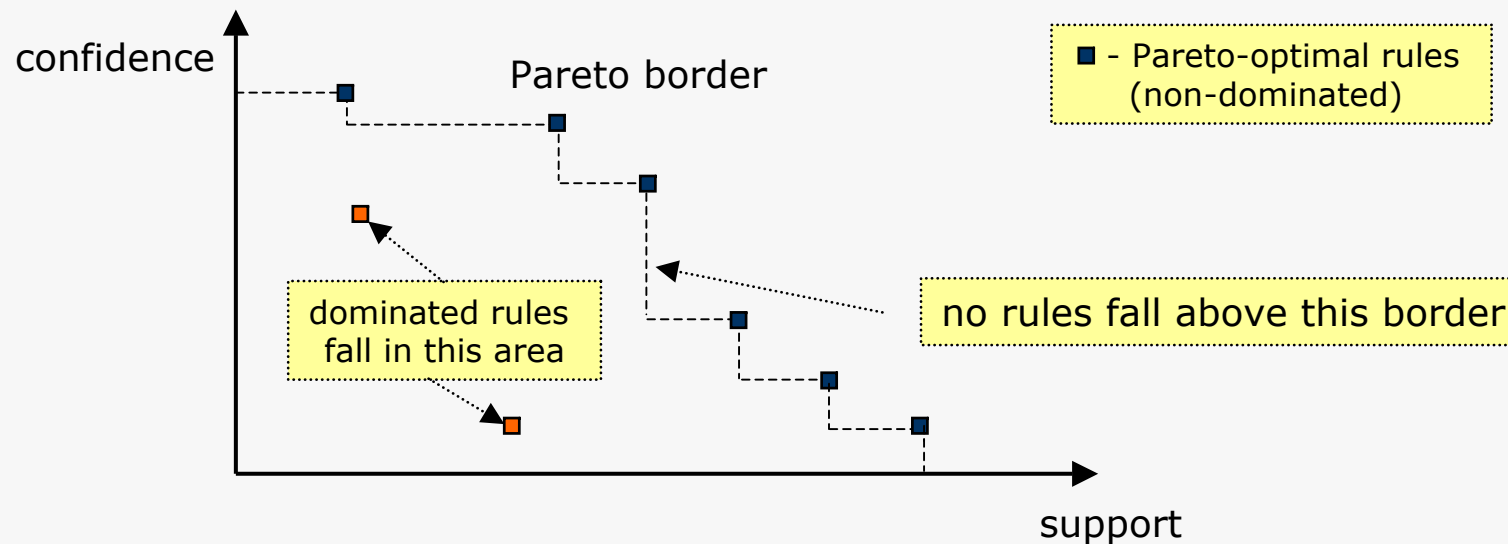 confidence
Pareto border
- Pareto-optimal rules
(non-dominated)
dominated rules
fall in this area
no rules fall above this border
support